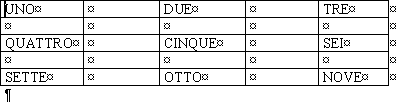 UNO¤ ¤ DUE¤ ¤ TRE¤ ¤
¤ ¤ ¤ ¤ ¤ ¤
QUATTRO¤ ¤ CINQUE¤ ¤ SEI¤ ¤
¤ ¤ ¤ ¤ ¤ ¤
SETTE¤ ¤ OTTO¤ ¤ NOVE¤ ¤
¶